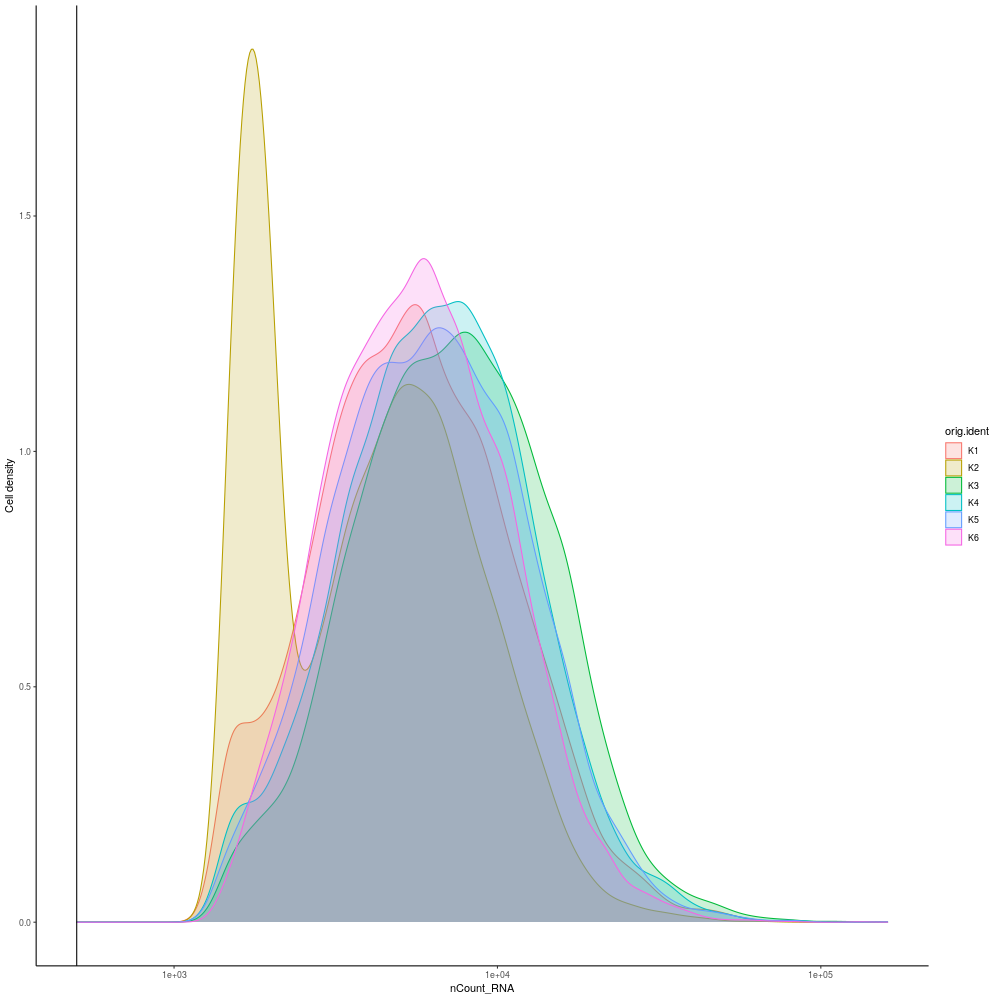 Cell density
1.5
1.0
0.5
0.0
1e+03
1e+04
1e+05
nCount_RNA
orig.ident
K1
K2
K3
K4
K5
K6